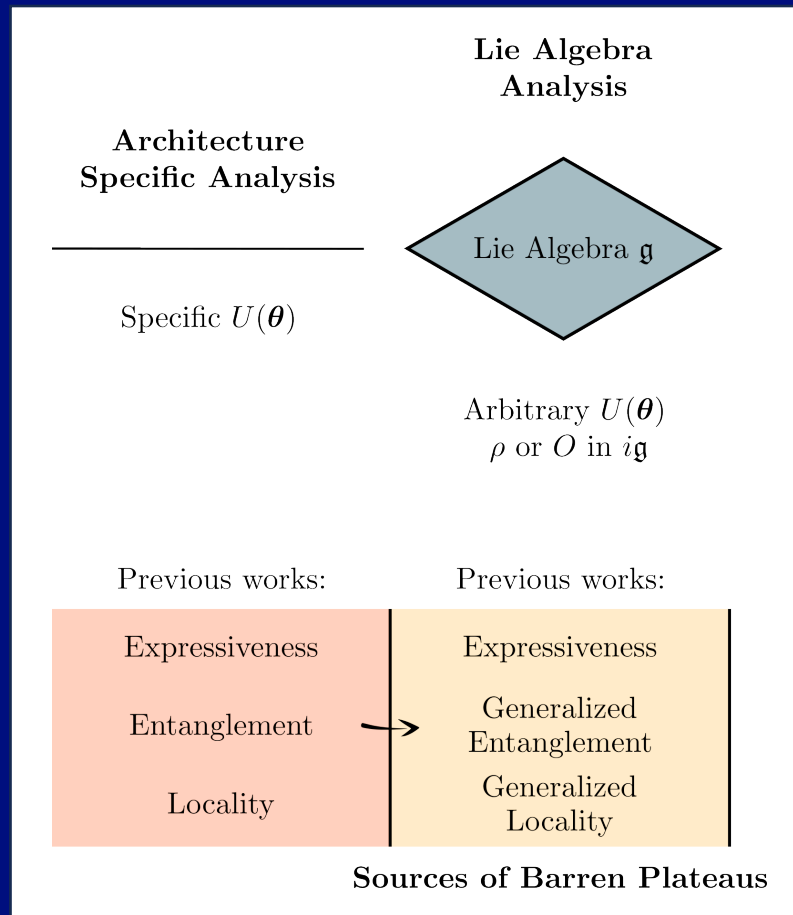 Architecture
Specific Analysis
Specific U(θ)
Lie Algebra
Analysis
Lie Algebra 𝔤
Arbitrary U(θ)
ρ or O in i𝔤
Previous works:
Expressiveness
Entanglement
Locality
Previous works:
Expressiveness
Generalized
Entanglement
Generalized
Locality
Sources of Barren Plateaus